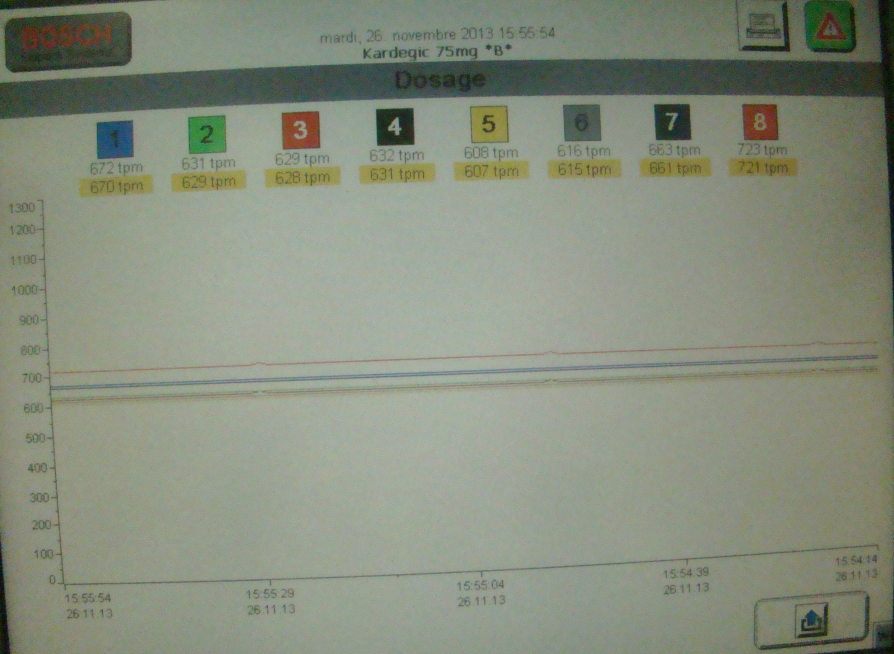 BOSCH
mardi, 26. novembre 2013 15:55:54
Kardegic 75mg *B*
Dosage
1 2 3 4 5 6 7 8
672 tpm 631 tpm 629 tpm 632 tpm 608 tpm 616 tpm 663 tpm 723 tpm
670 tpm 629 tpm 628 tpm 631 tpm 607 tpm 615 tpm 661 tpm 721 tpm
1300
1200
1100
1000
900
800
700
600
500
400
300
200
100
0
15:55:54 15:55:29 15:55:04 15:54:39 15:54:14
26.11.13 26.11.13 26.11.13 26.11.13 26.11.13